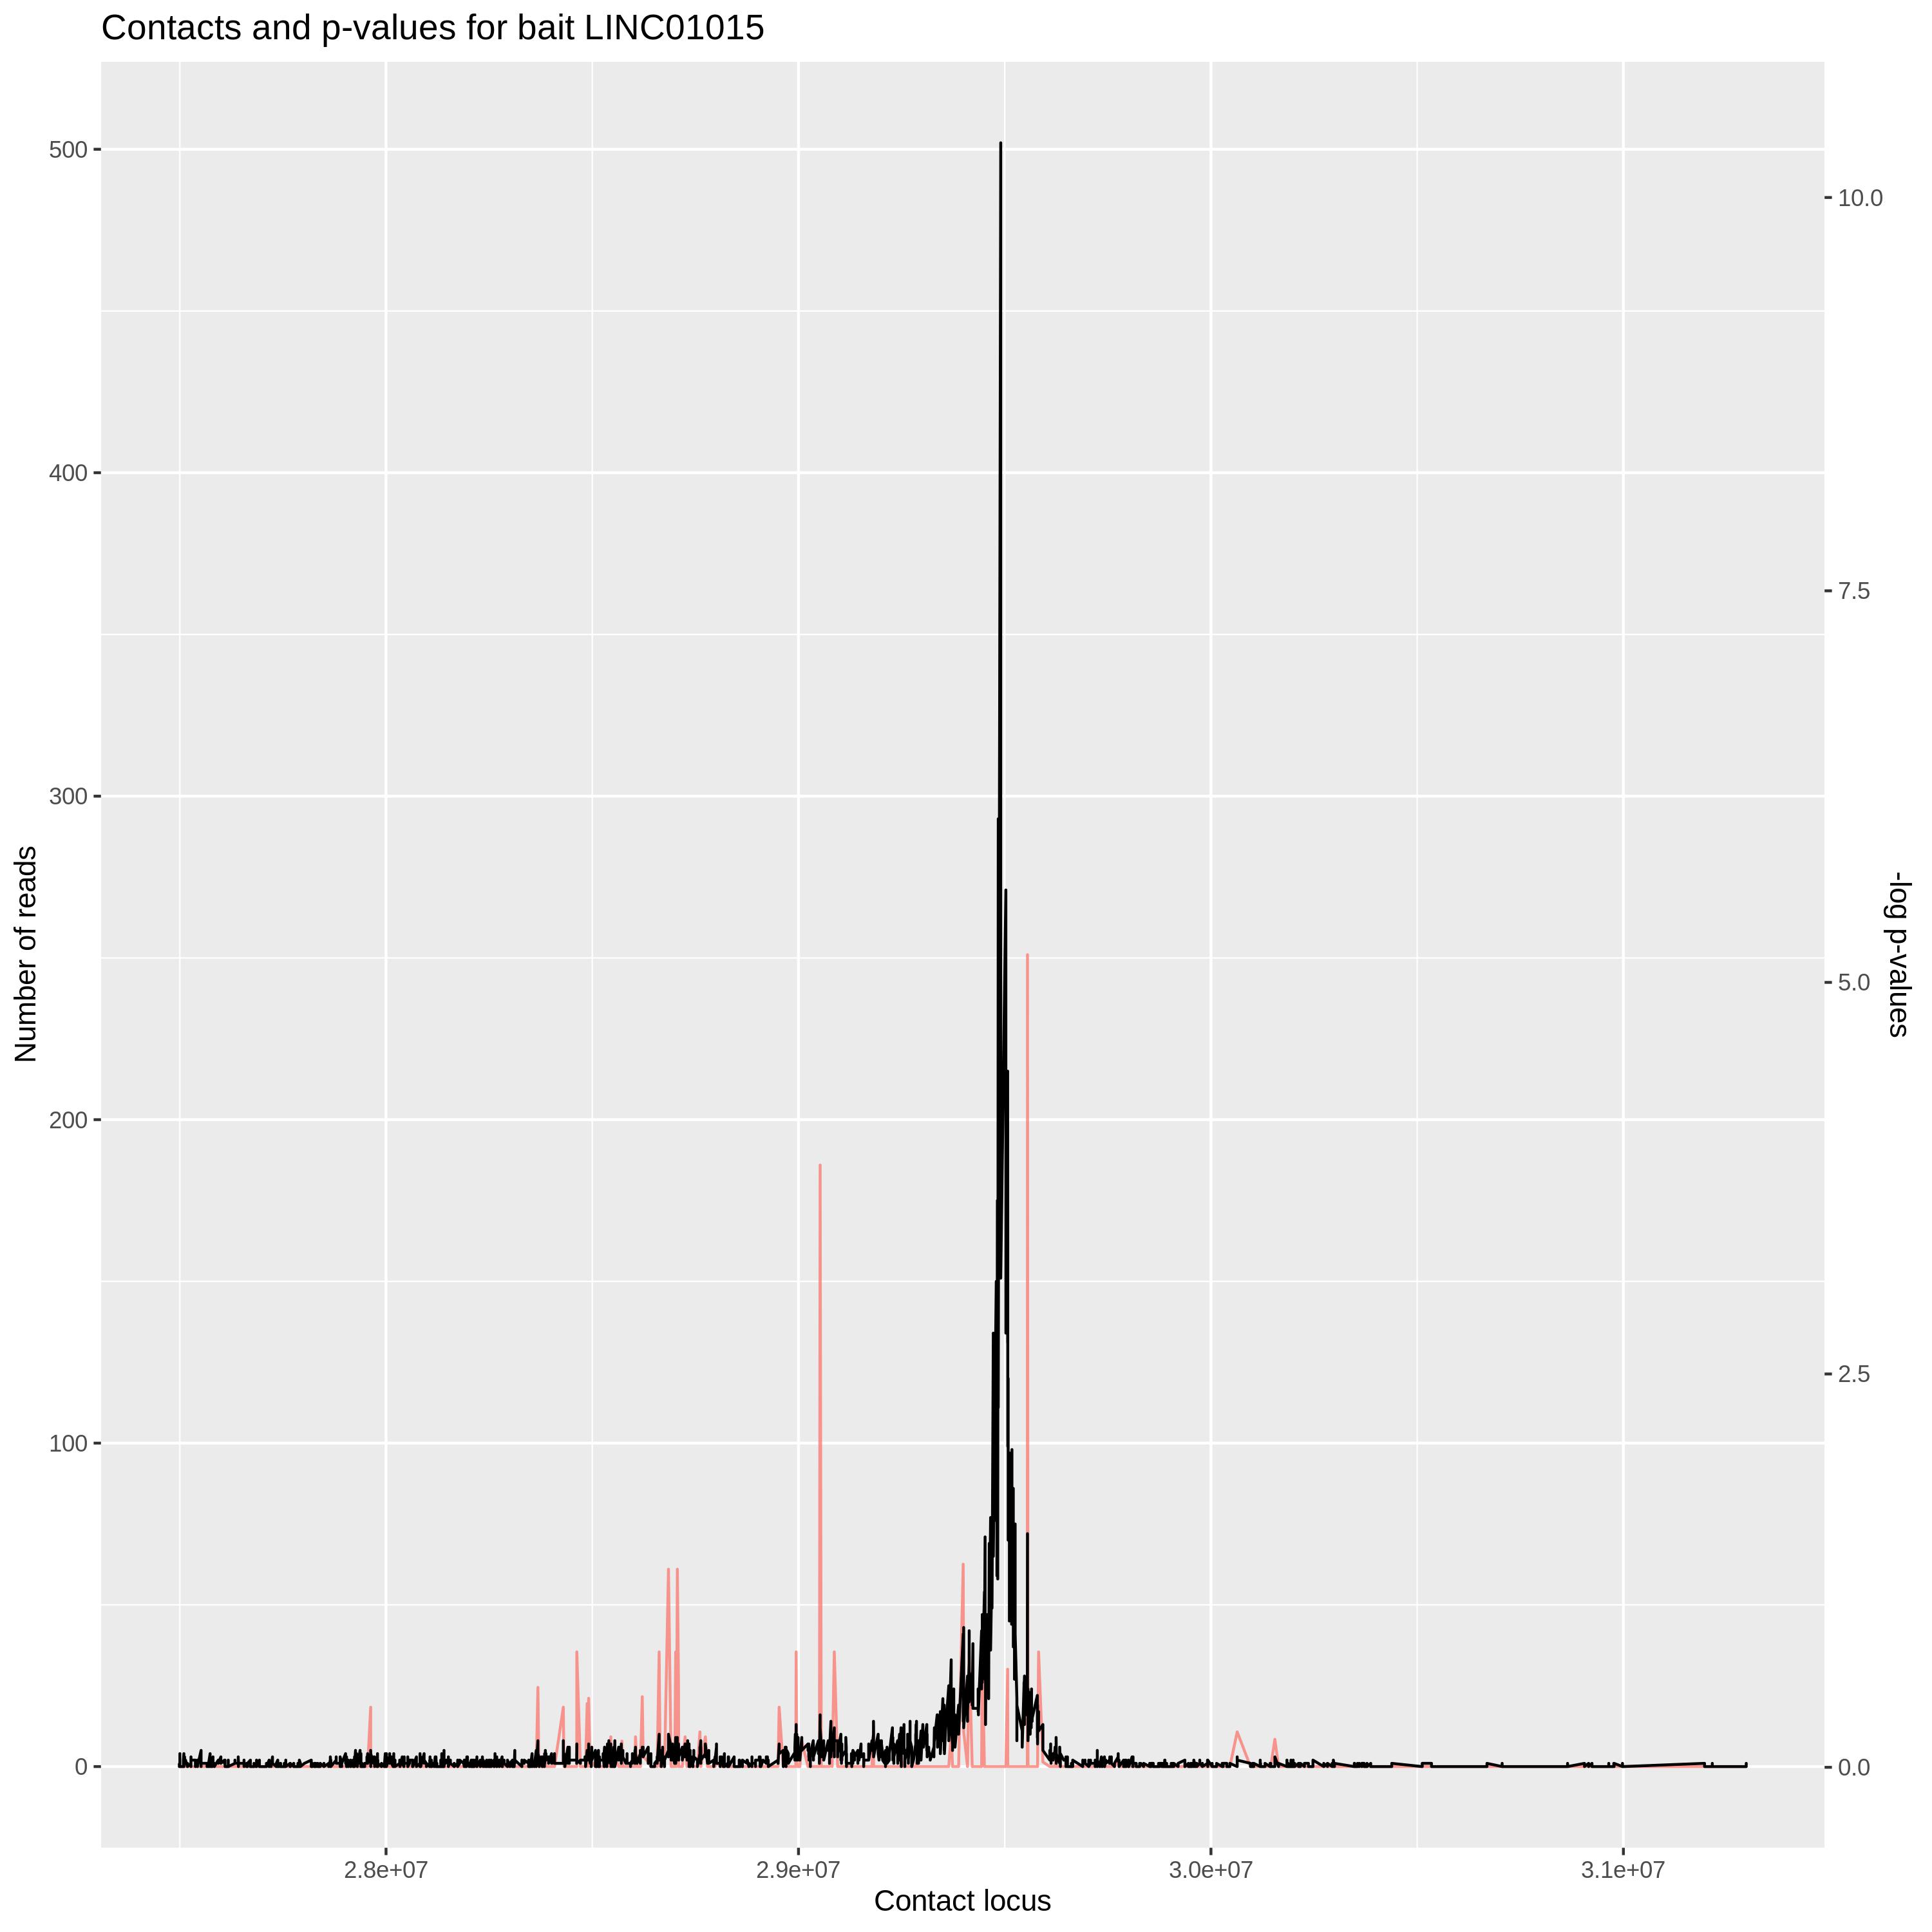 Contacts and p-values for bait LINC01015
500
400
300
200
100
0
10.0
7.5
5.0
2.5
0.0
Number of reads
-log p-values
2.8e+07 2.9e+07 3.0e+07 3.1e+07
Contact locus